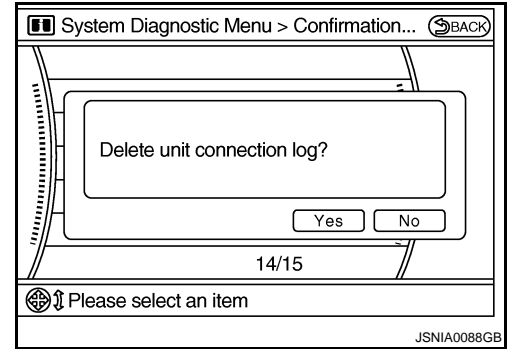 System Diagnostic Menu > Confirmation... BACK
Delete unit connection log?
Yes No
14/15
Please select an item
JSNIA0088GB